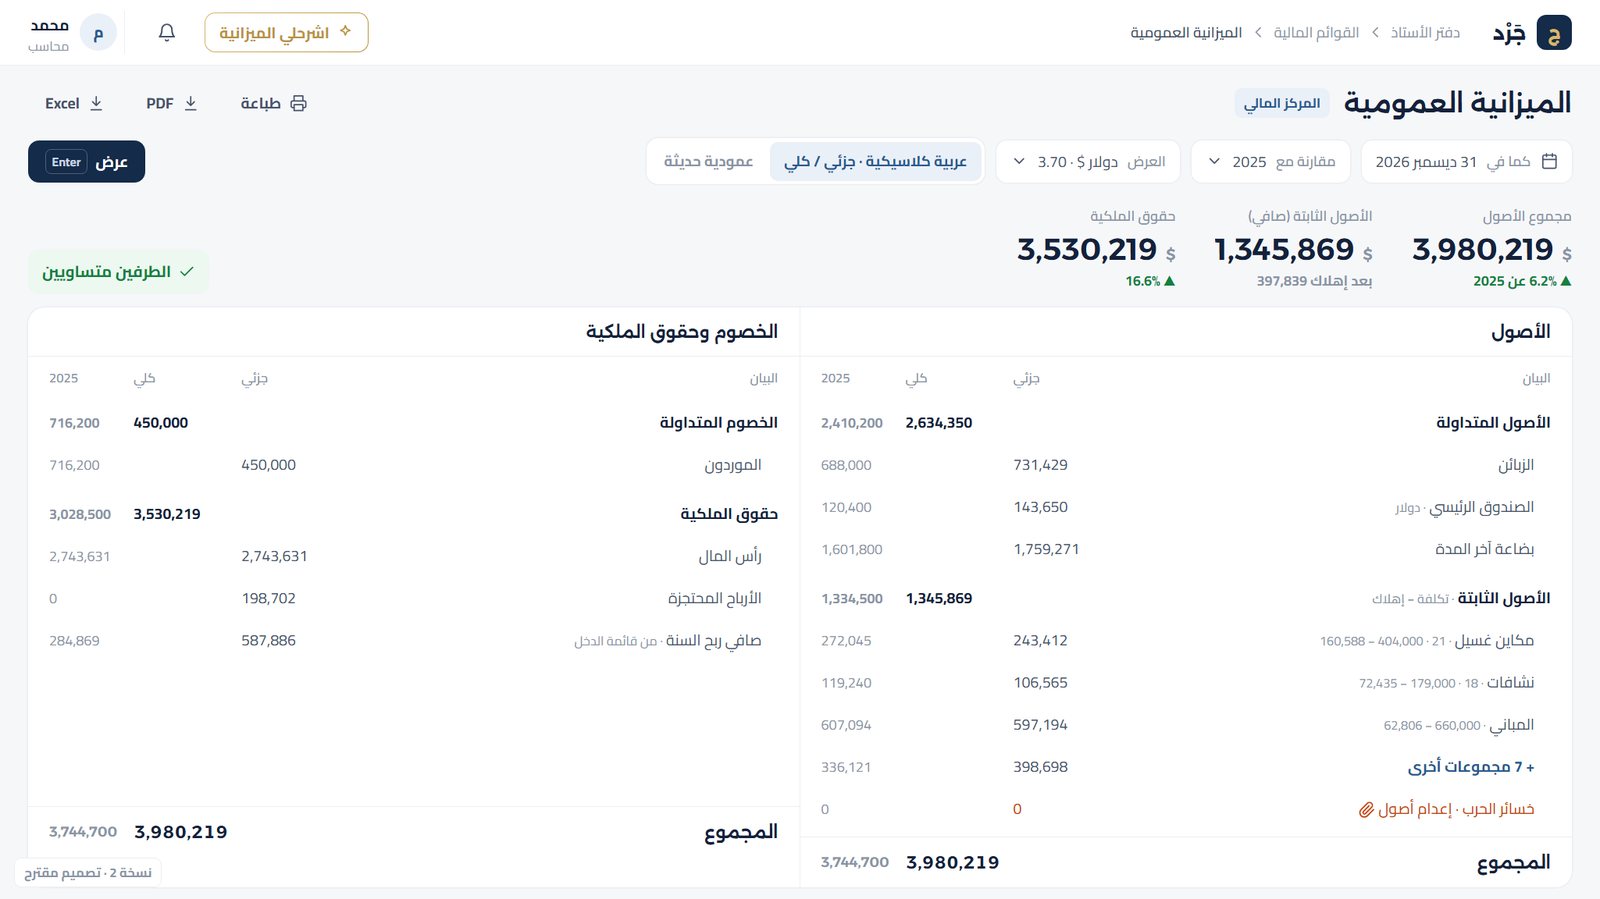 ج جَرْد
دفتر الأستاذ > القوائم المالية > الميزانية العمومية
اشرحلي الميزانية
م
محمد
محاسب
الميزانية العمومية
المركز المالي
طباعة
PDF
Excel
كما في 31 ديسمبر 2026
مقارنة مع 2025
العرض دولار $ · 3.70
عربية كلاسيكية · جزئي / كلي
عمودية حديثة
عرض Enter
مجموع الأصول
$ 3,980,219
▲ 6.2% عن 2025
الأصول الثابتة (صافي)
$ 1,345,869
بعد إهلاك 397,839
حقوق الملكية
$ 3,530,219
▲ 16.6%
الطرفين متساويين
الأصول
البيان جزئي كلي 2025
الأصول المتداولة 2,634,350 2,410,200
الزبائن 731,429 688,000
الصندوق الرئيسي · دولار 143,650 120,400
بضاعة آخر المدة 1,759,271 1,601,800
الأصول الثابتة · تكلفة – إهلاك 1,345,869 1,334,500
مكاين غسيل · 21 · 404,000 – 160,588 243,412 272,045
نشافات · 18 · 179,000 – 72,435 106,565 119,240
المباني · 660,000 – 62,806 597,194 607,094
+ 7 مجموعات أخرى 398,698 336,121
خسائر الحرب · إعدام أصول 0 0
المجموع 3,980,219 3,744,700
الخصوم وحقوق الملكية
البيان جزئي كلي 2025
الخصوم المتداولة 450,000 716,200
الموردون 450,000 716,200
حقوق الملكية 3,530,219 3,028,500
رأس المال 2,743,631 2,743,631
الأرباح المحتجزة 198,702 0
صافي ربح السنة · من قائمة الدخل 587,886 284,869
المجموع 3,980,219 3,744,700
نسخة 2 · تصميم مقترح